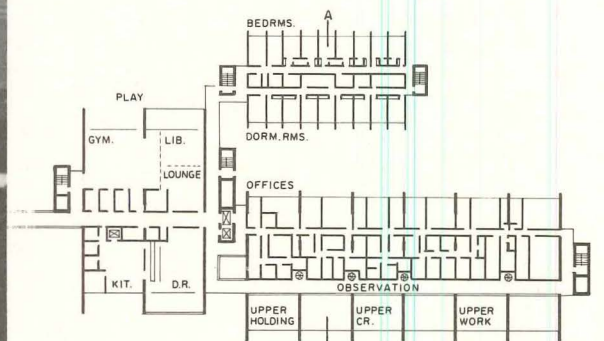 A
BEDRMS.
PLAY
GYM.
LIB.
LOUNGE
DORM. RMS.
OFFICES
KIT.
D.R.
OBSERVATION
UPPER
HOLDING
UPPER
CR.
UPPER
WORK